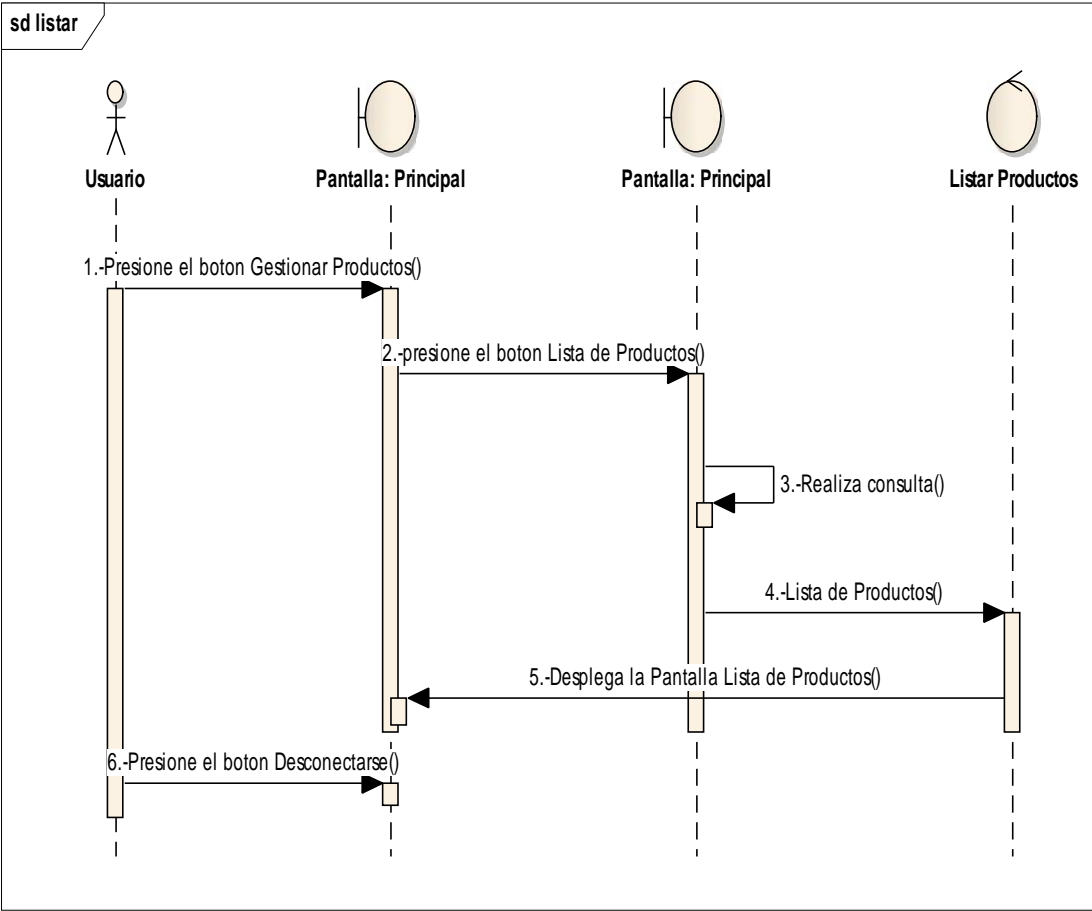 sd listar
Usuario
Pantalla: Principal
Pantalla: Principal
Listar Productos
1.-Presione el boton Gestionar Productos()
2.-presione el boton Lista de Productos()
3.-Realiza consulta()
4.-Lista de Productos()
5.-Desplega la Pantalla Lista de Productos()
6.-Presione el boton Desconectarse()